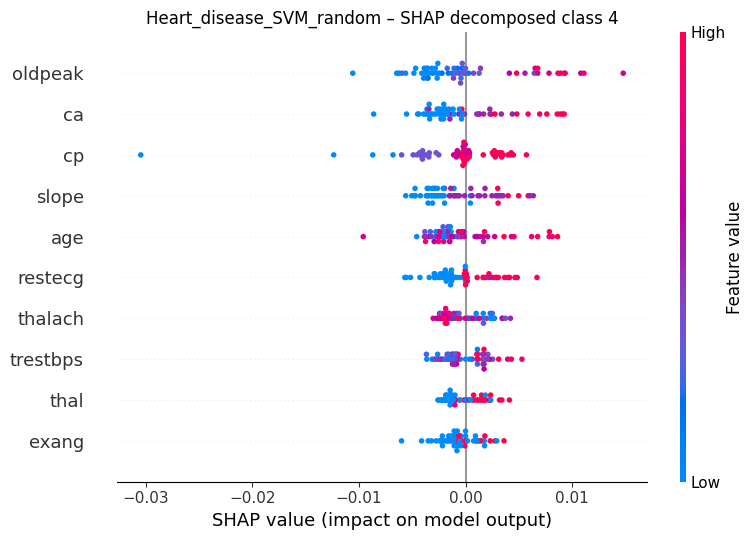 Heart_disease_SVM_random – SHAP decomposed class 4
High
oldpeak
ca
cp
slope
age
restecg
thalach
trestbps
thal
exang
Feature value
Low
−0.03 −0.02 −0.01 0.00 0.01
SHAP value (impact on model output)